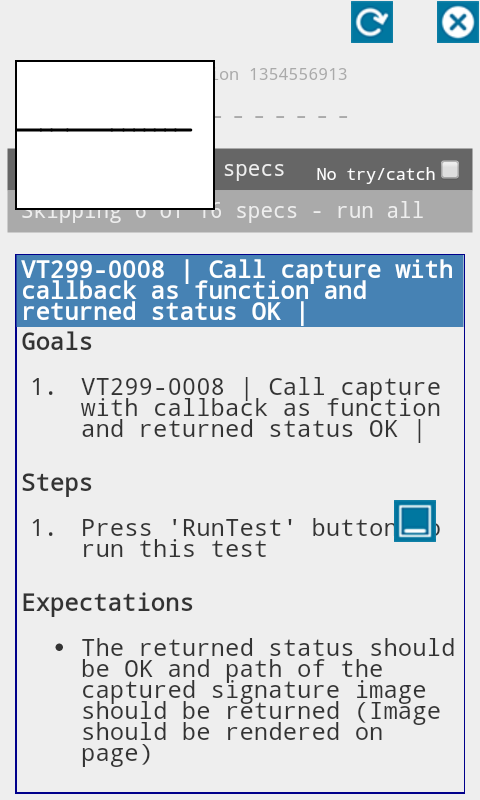 1354556913
- - - - - - -
specs
No try/catch
Skipping 6 of 16 specs - run all
VT299-0008 | Call capture with
callback as function and
returned status OK |
Goals
1. VT299-0008 | Call capture
with callback as function
and returned status OK |
Steps
1. Press 'RunTest' button
run this test
Expectations
• The returned status should
be OK and path of the
captured signature image
should be returned (Image
should be rendered on
page)